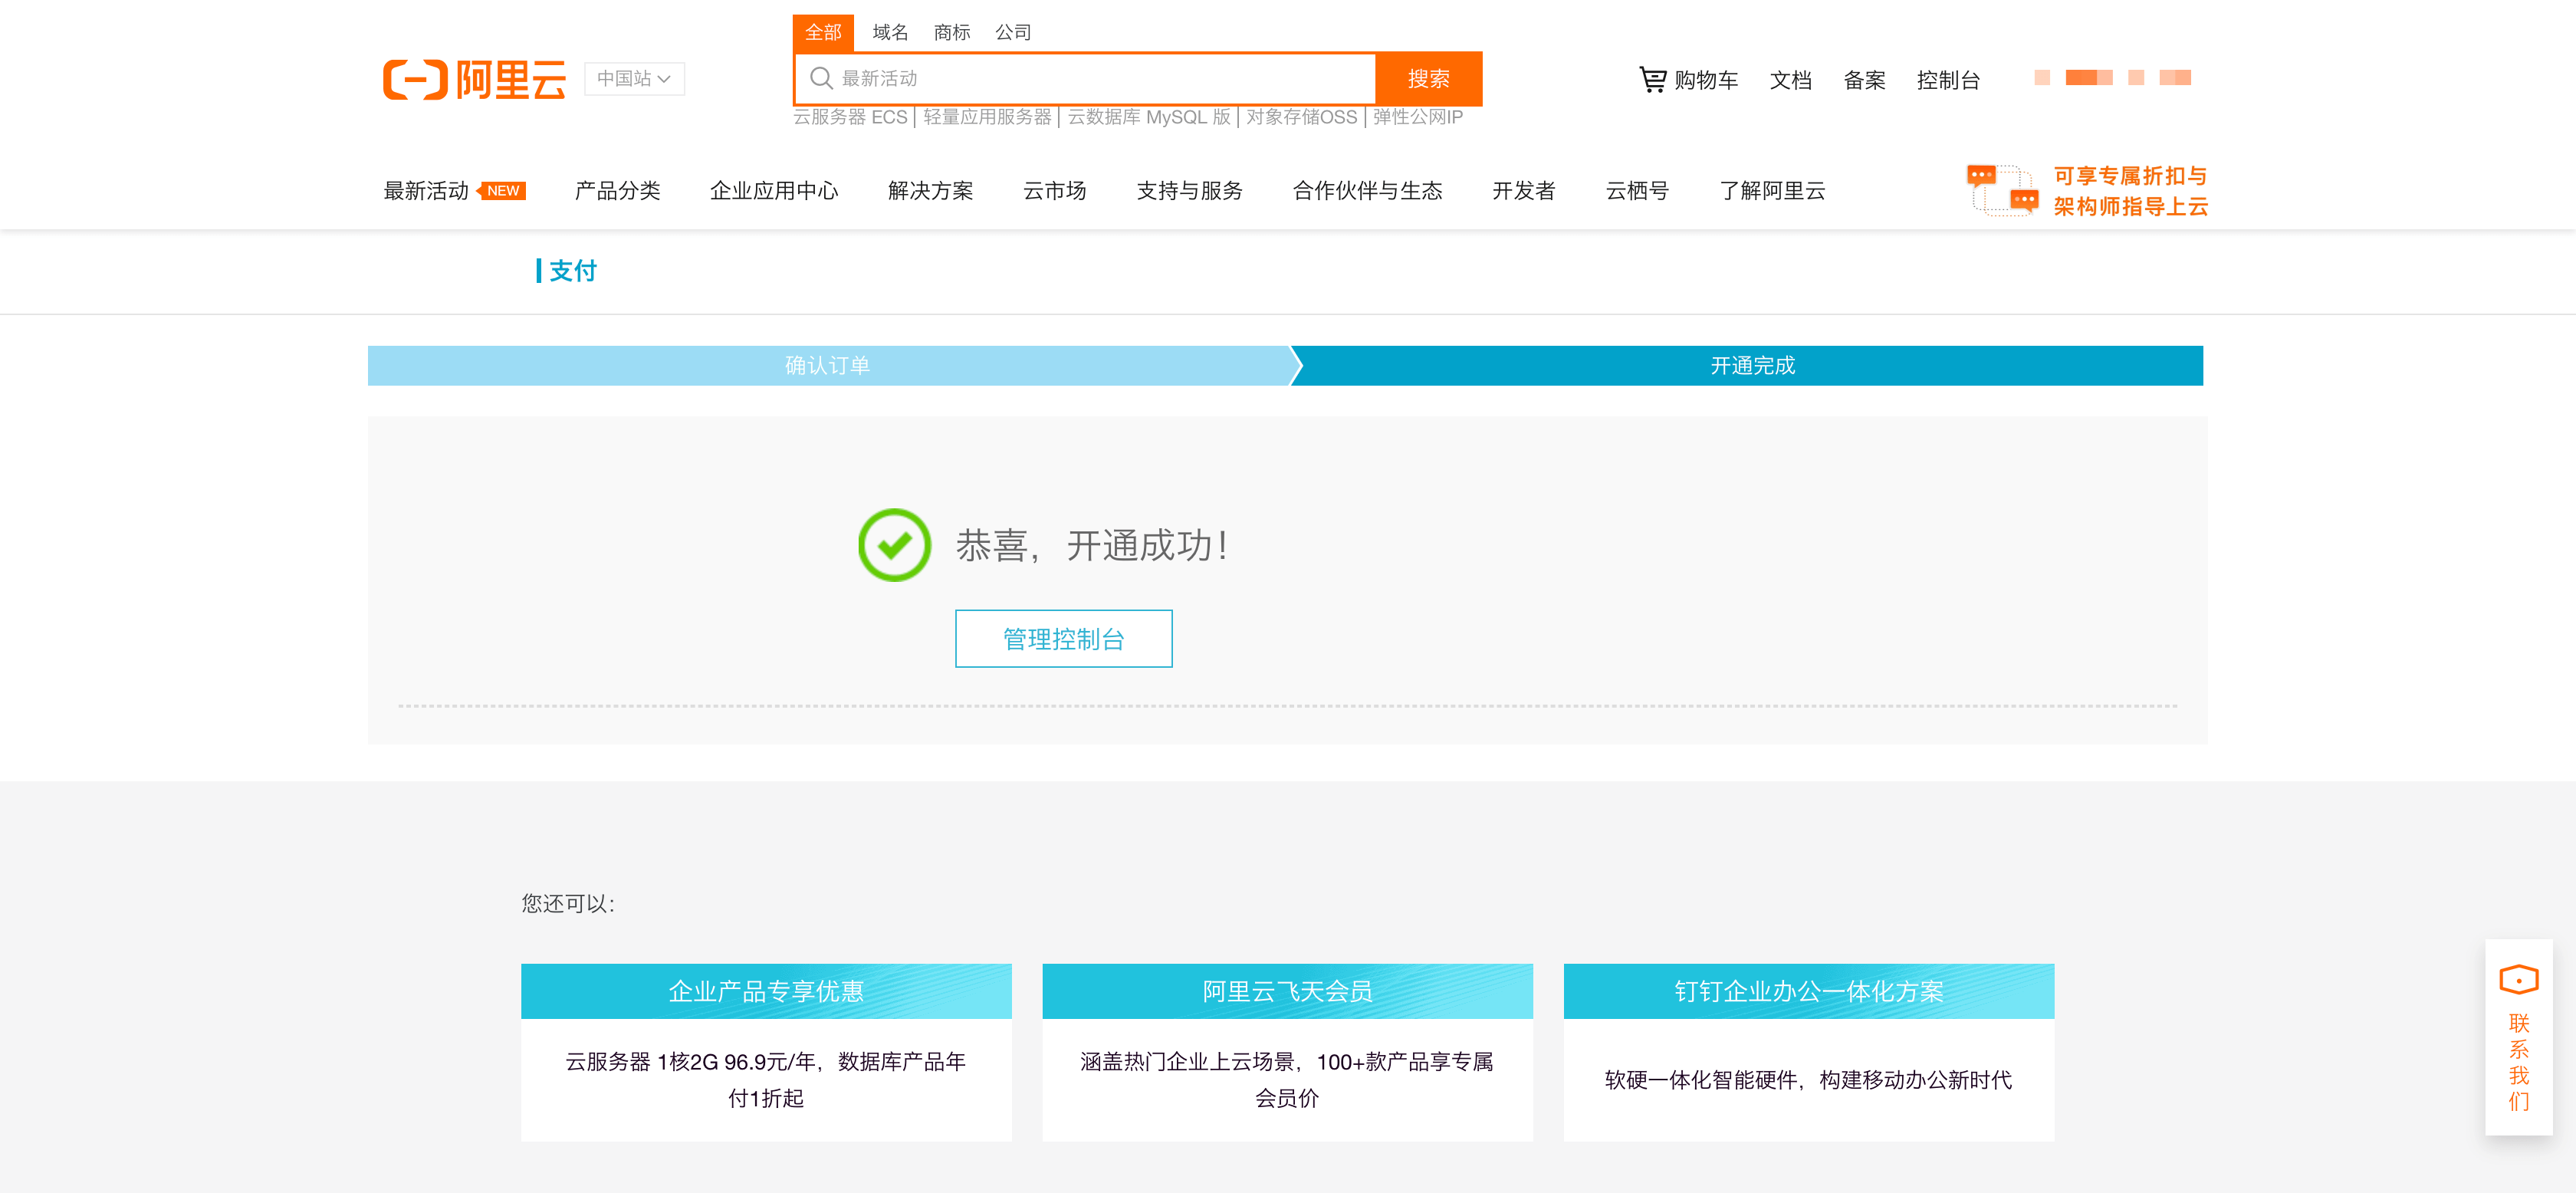 全部 域名 商标 公司
阿里云 中国站 最新活动 搜索 购物车 文档 备案 控制台
云服务器 ECS 轻量应用服务器 云数据库 MySQL 版 对象存储OSS 弹性公网IP
最新活动 NEW 产品分类 企业应用中心 解决方案 云市场 支持与服务 合作伙伴与生态 开发者 云栖号 了解阿里云
可享专属折扣与
架构师指导上云
支付
确认订单 开通完成
恭喜，开通成功！
管理控制台
您还可以：
企业产品专享优惠
云服务器 1核2G 96.9元/年，数据库产品年
付1折起
阿里云飞天会员
涵盖热门企业上云场景，100+款产品享专属
会员价
钉钉企业办公一体化方案
软硬一体化智能硬件，构建移动办公新时代
联
系
我
们